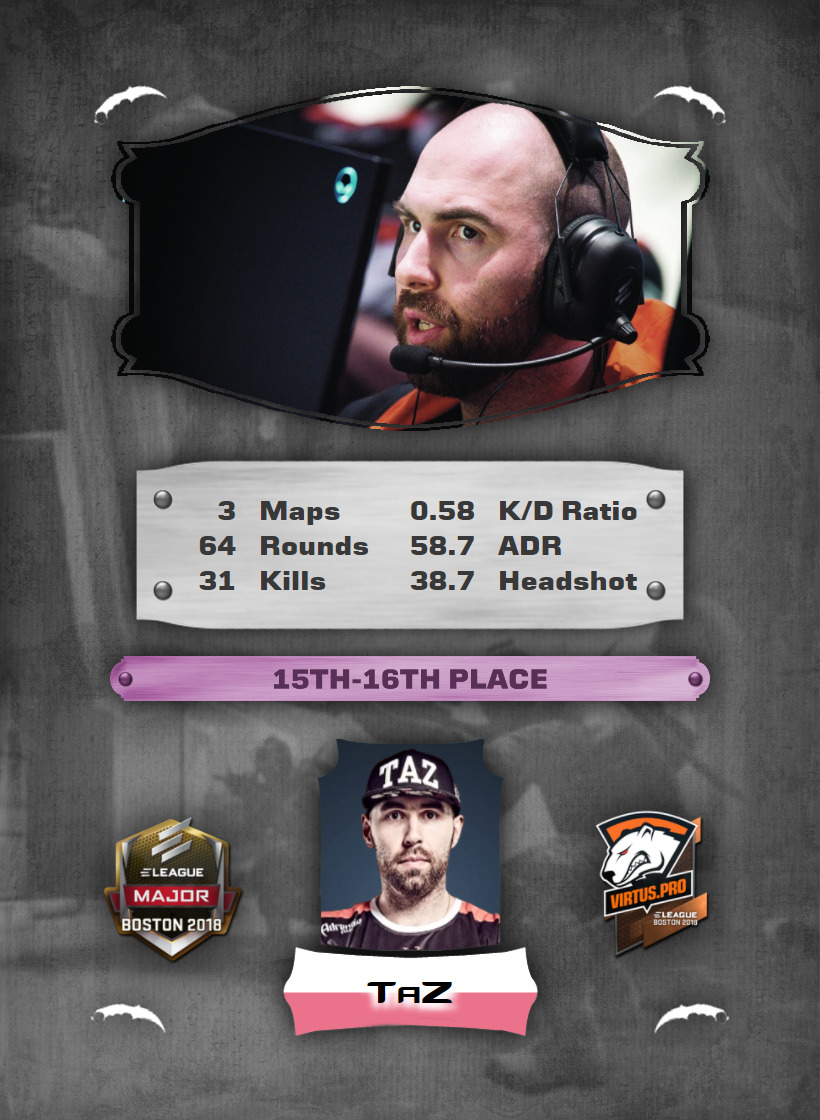 3 Maps 0.58 K/D Ratio
64 Rounds 58.7 ADR
31 Kills 38.7 Headshot
15TH-16TH PLACE
TAZ
ELEAGUE
MAJOR
BOSTON 2018
VIRTUS.PRO
ELEAGUE
BOSTON 2018
Adrenaline
TaZ